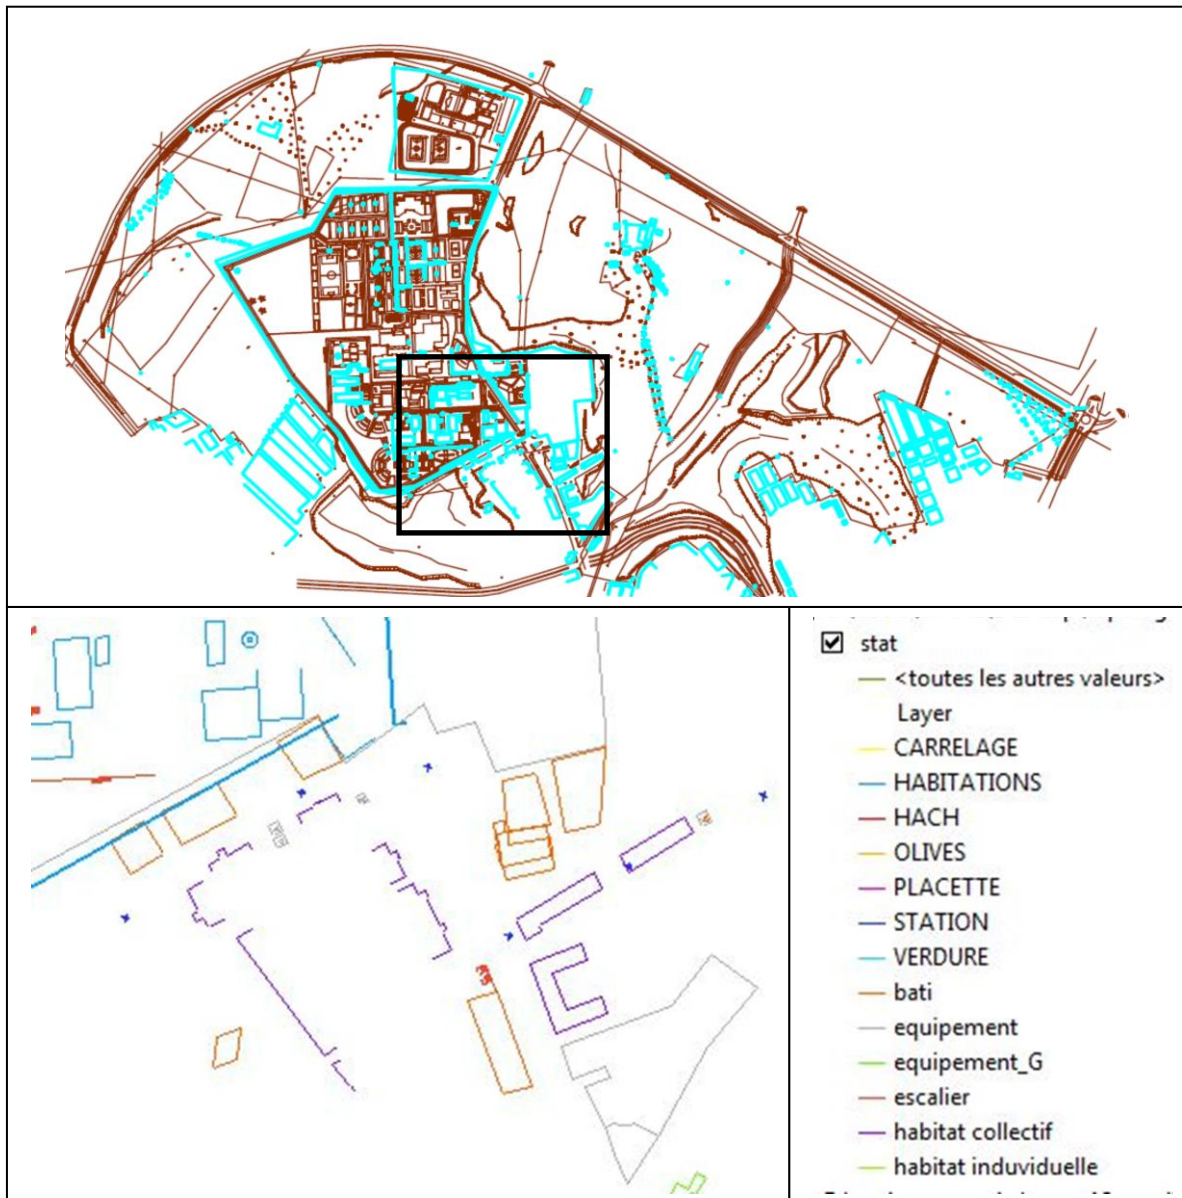 stat
<toutes les autres valeurs>
Layer
CARRELAGE
HABITATIONS
HACH
OLIVES
PLACETTE
STATION
VERDURE
bati
equipement
equipement_G
escalier
habitat collectif
habitat induviduelle